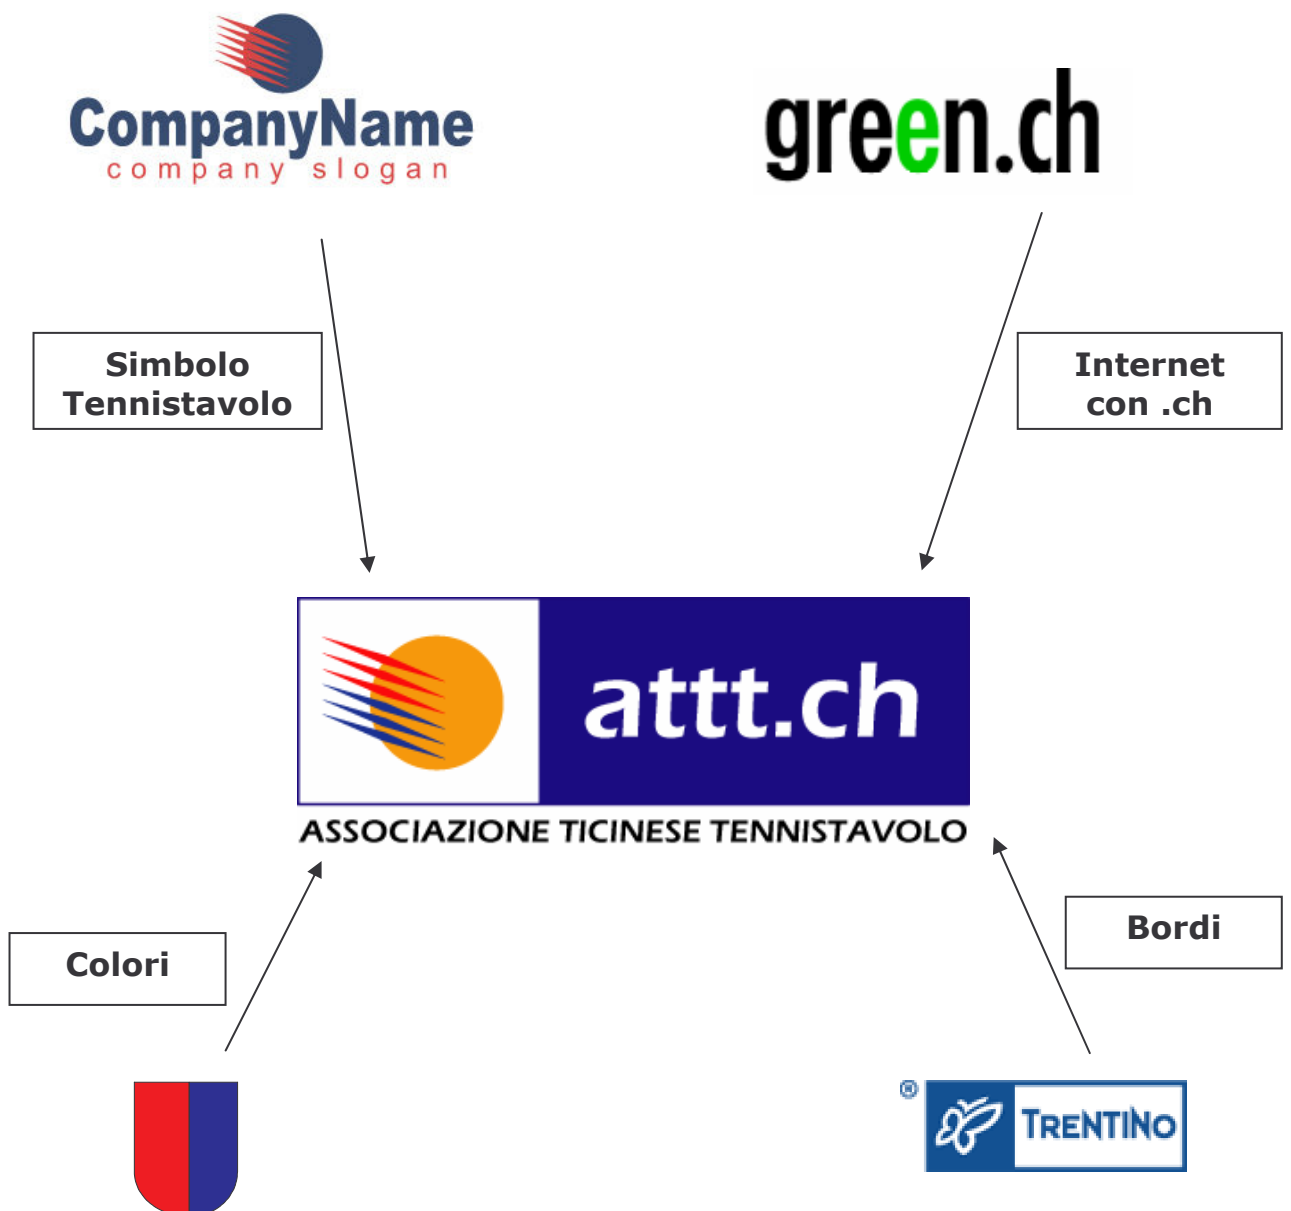 CompanyName
company slogan
green.ch
Simbolo
Tennistavolo
Internet
con .ch
attt.ch
ASSOCIAZIONE TICINESE TENNISTAVOLO
Colori
Bordi
® TRENTINO